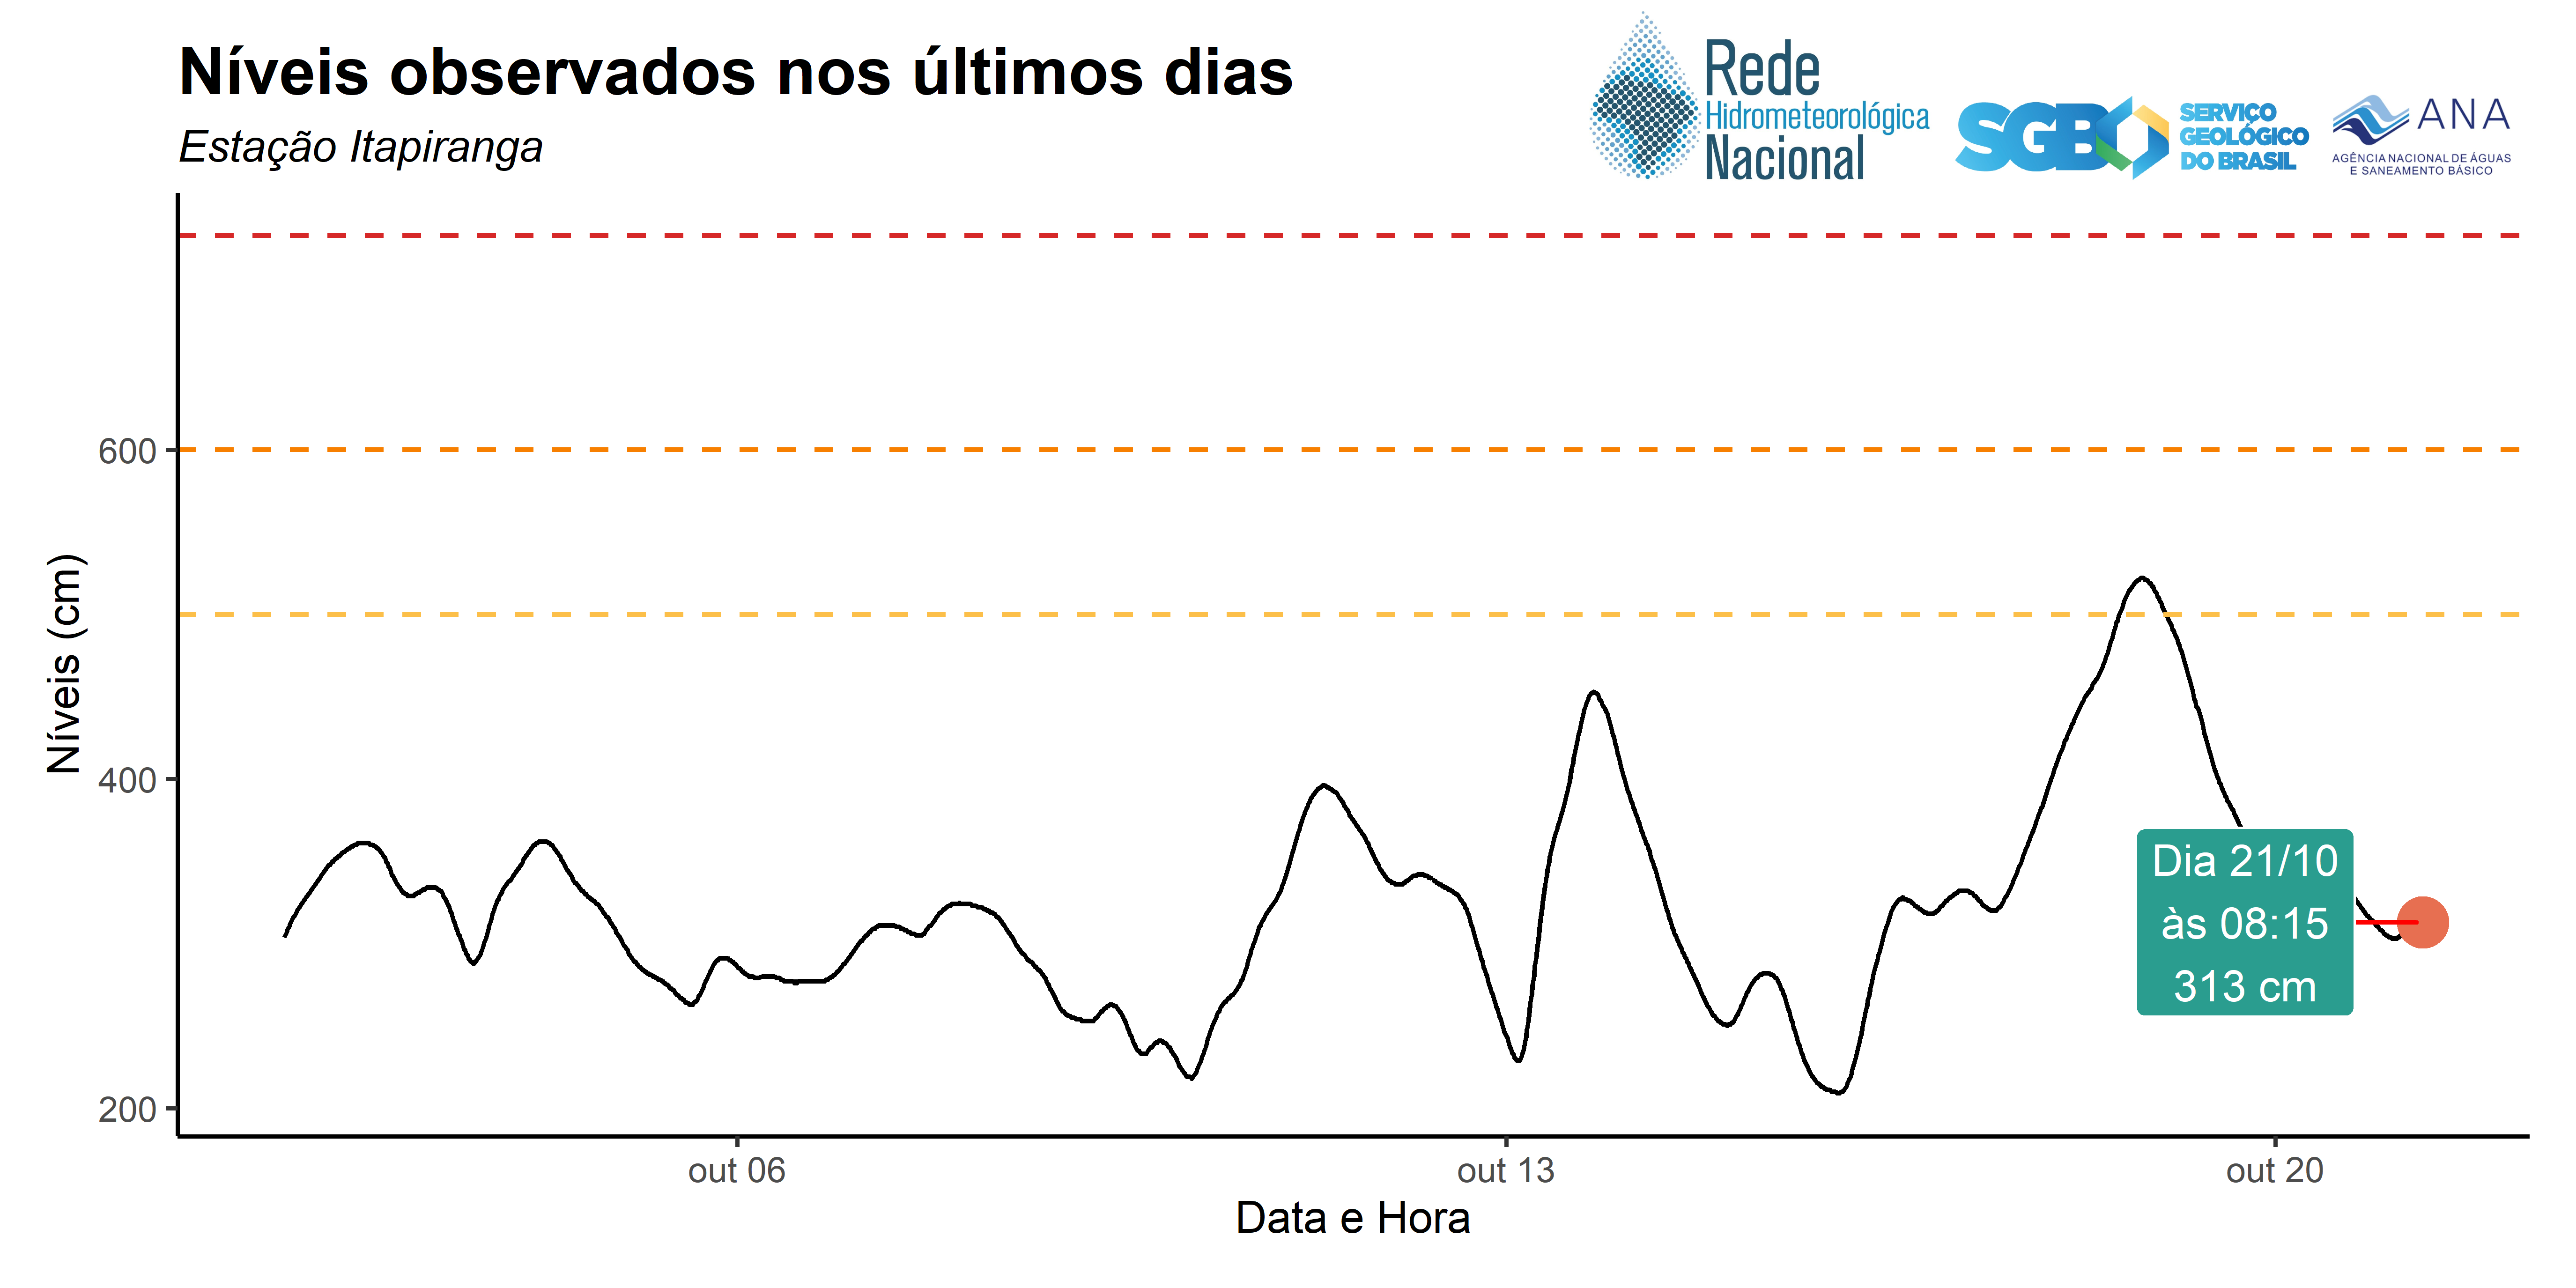 Níveis observados nos últimos dias
Estação Itapiranga
Rede
Hidrometeorológica
Nacional
SGB
SERVIÇO
GEOLÓGICO
DO BRASIL
ANA
AGÊNCIA NACIONAL DE ÁGUAS
E SANEAMENTO BÁSICO
Níveis (cm)
600
400
200
Dia 21/10
às 08:15
313 cm
out 06
out 13
out 20
Data e Hora